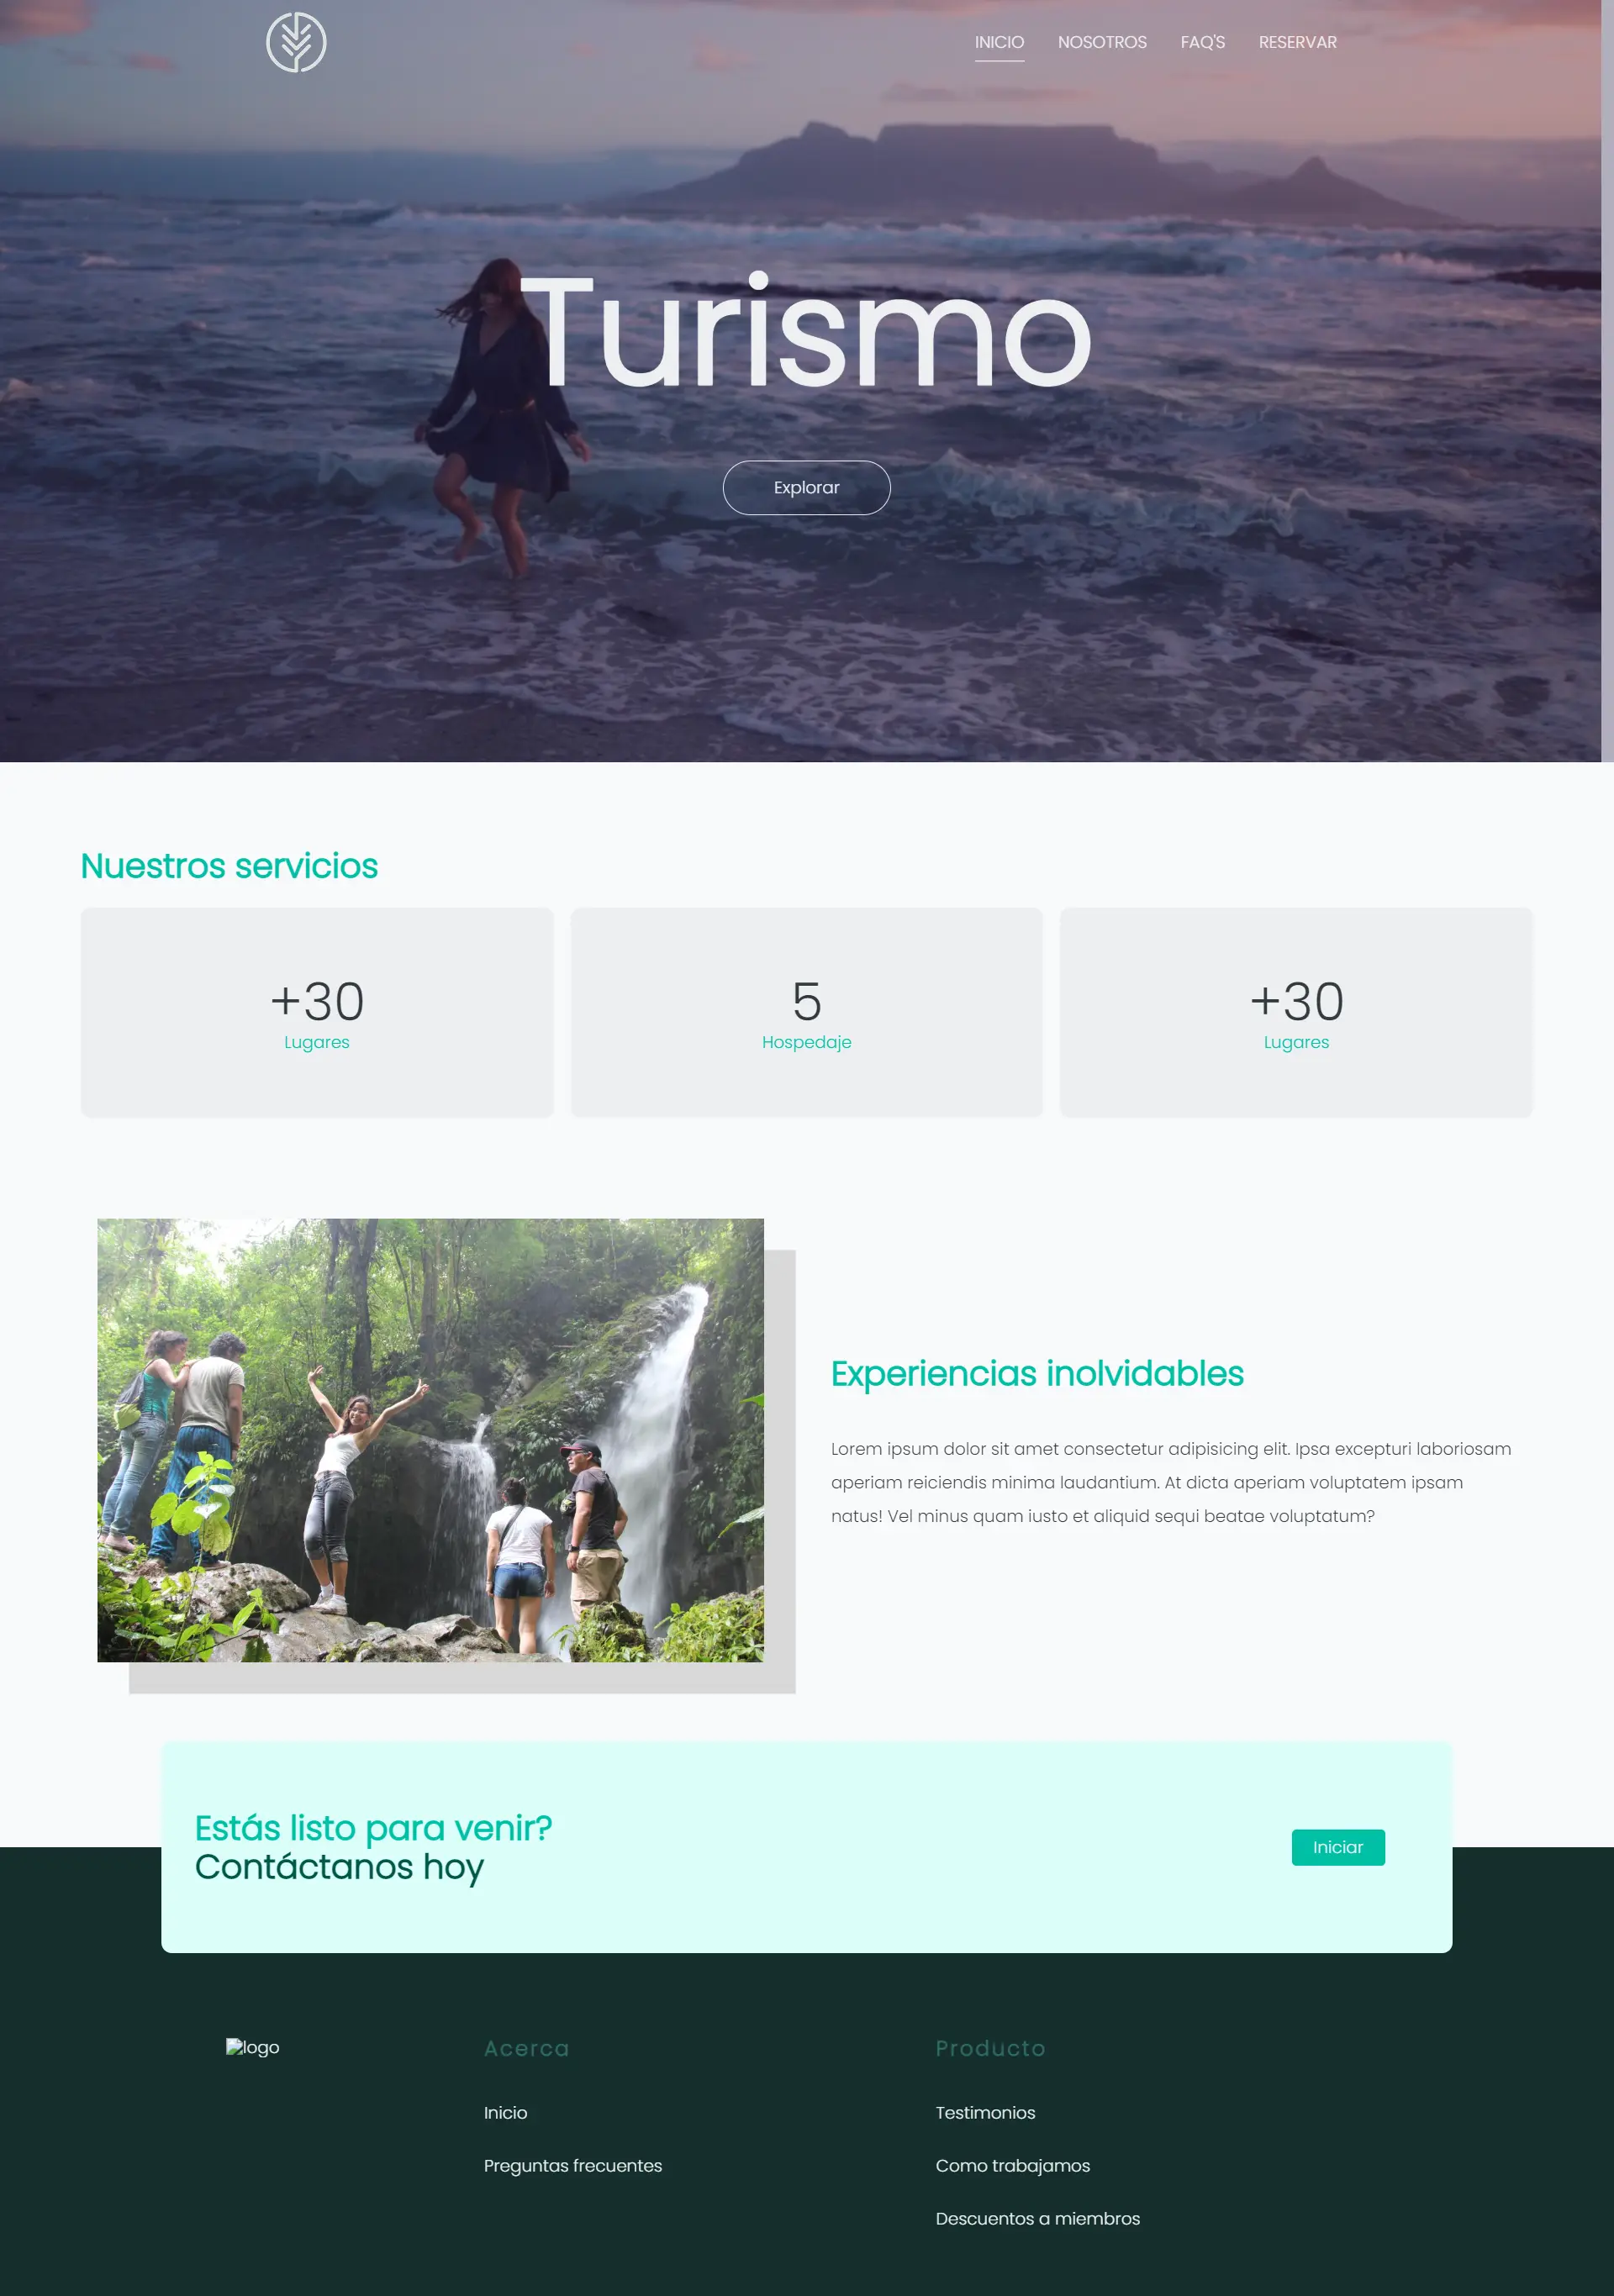 INICIO NOSOTROS FAQ'S RESERVAR
Turismo
Explorar
Nuestros servicios
+30
Lugares
5
Hospedaje
+30
Lugares
Experiencias inolvidables
Lorem ipsum dolor sit amet consectetur adipisicing elit. Ipsa excepturi laboriosam
aperiam reiciendis minima laudantium. At dicta aperiam voluptatem ipsam
natus! Vel minus quam iusto et aliquid sequi beatae voluptatum?
Estás listo para venir?
Contáctanos hoy
Iniciar
logo
Acerca
Inicio
Preguntas frecuentes
Producto
Testimonios
Como trabajamos
Descuentos a miembros